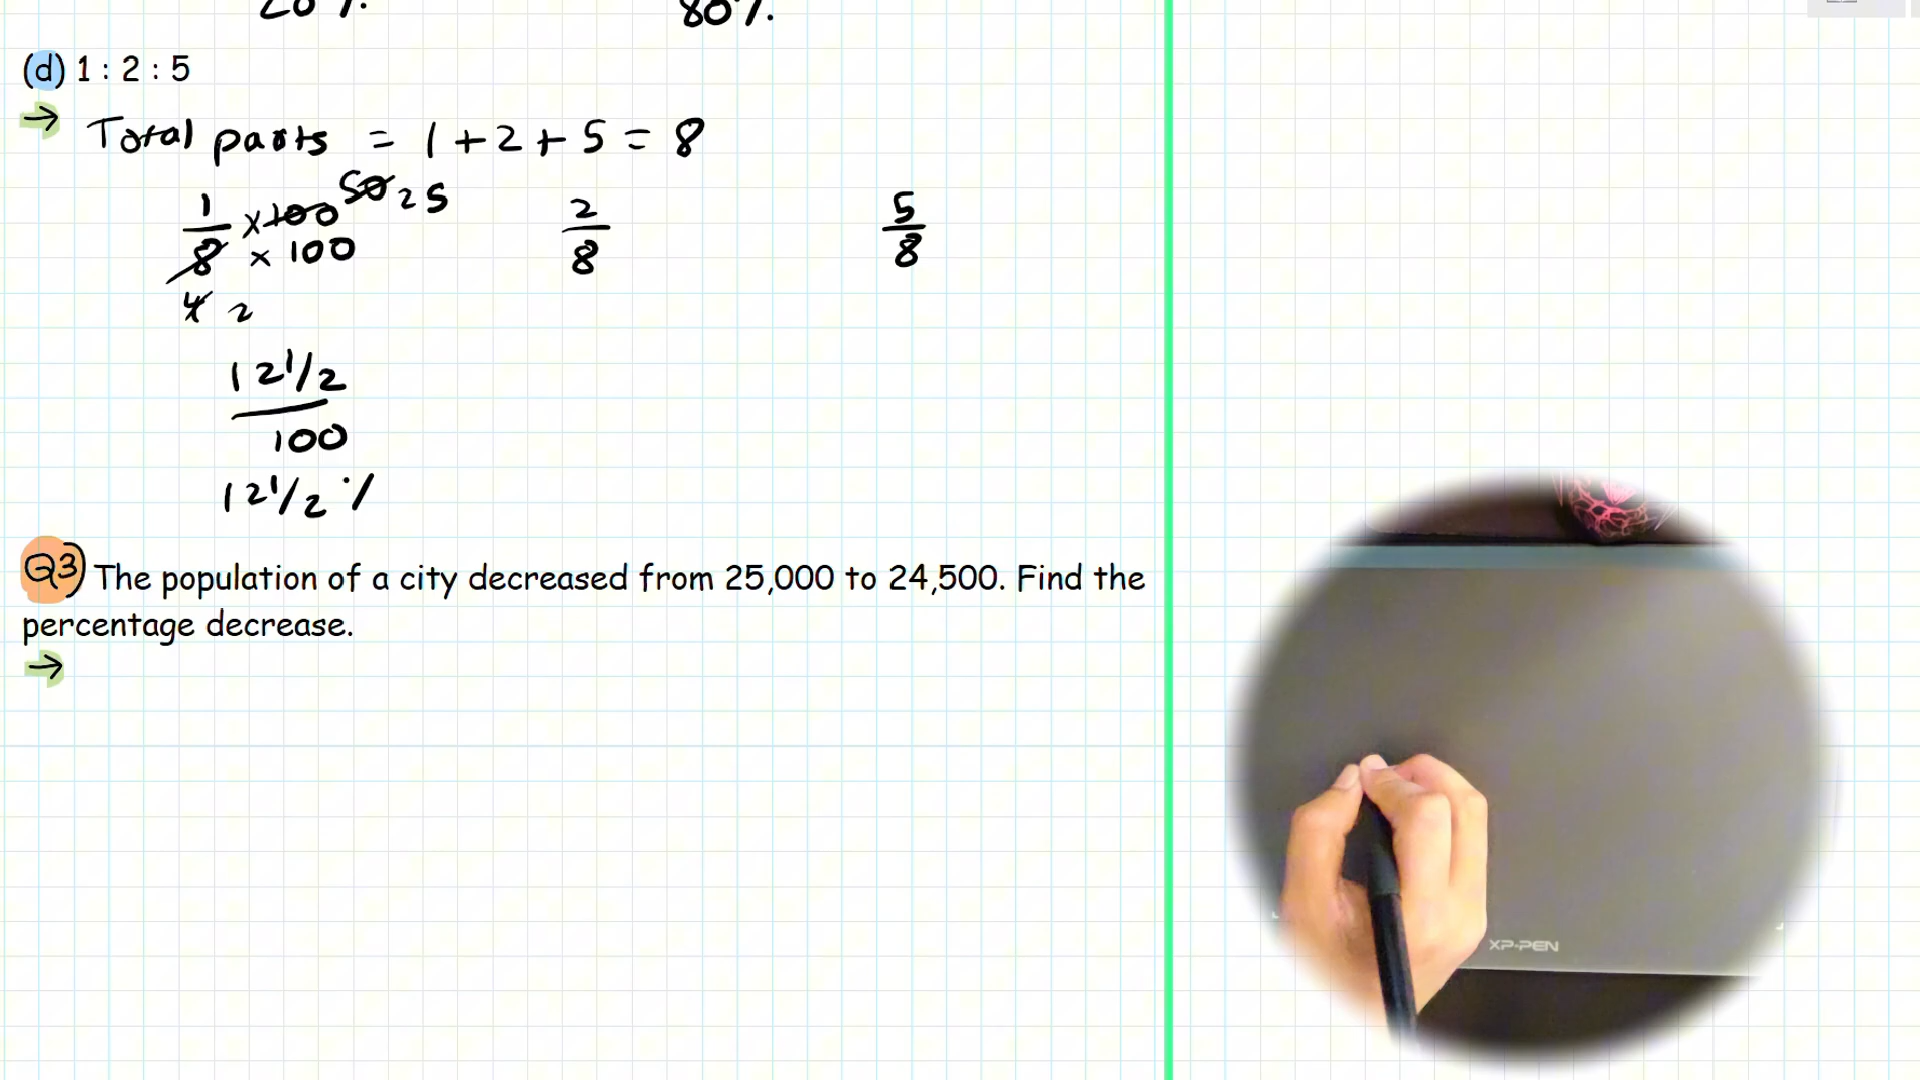 20 %. 80 %.
(d) 1 : 2 : 5
→ Total parts = 1 + 2 + 5 = 8
1/8 × 100 50 25 2/8 5/8
× 100
4 2
12 1/2
100
12 1/2 %
Q3) The population of a city decreased from 25,000 to 24,500. Find the
percentage decrease.
→
XP-PEN